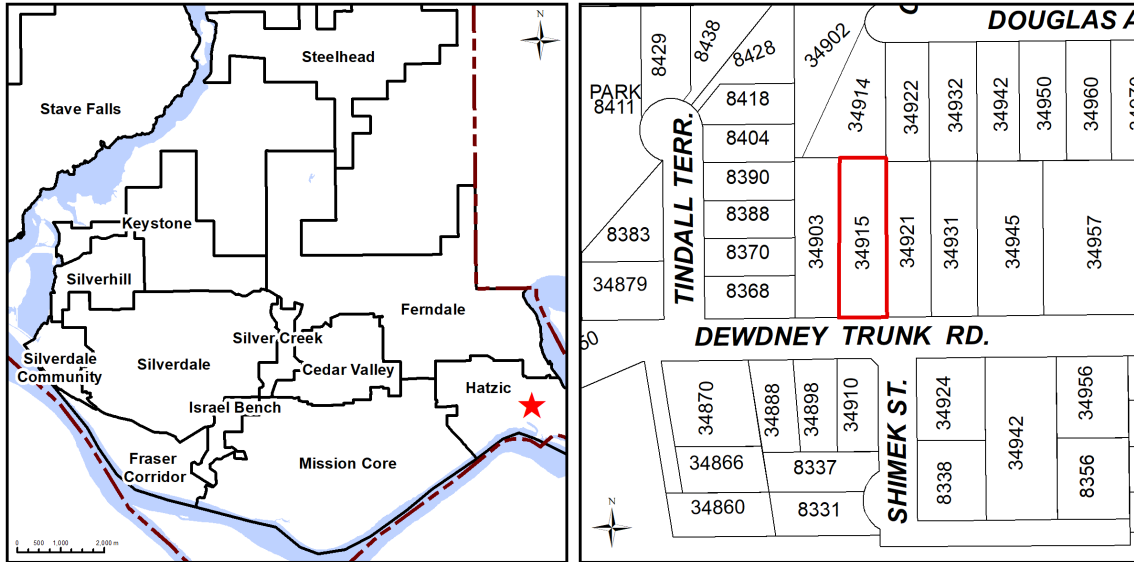 N
Steelhead
Stave Falls
Keystone
Silverhill
Ferndale
Silver Creek
Silverdale
Community
Silverdale
Cedar Valley
Hatzic
Israel Bench
Fraser
Corridor
Mission Core
0 500 1,000 2,000 m
DOUGLAS A
8429
8438
8428
34902
PARK
8411
8418
8404
34914
34922
34932
34942
34950
34960
TINDALL TERR.
8390
8388
8370
8368
8383
34879
34903
34915
34921
34931
34945
34957
DEWDNEY TRUNK RD.
34870
34888
34898
34910
34866
8337
34860
8331
SHIMEK ST.
34924
8338
34942
34956
8356
N